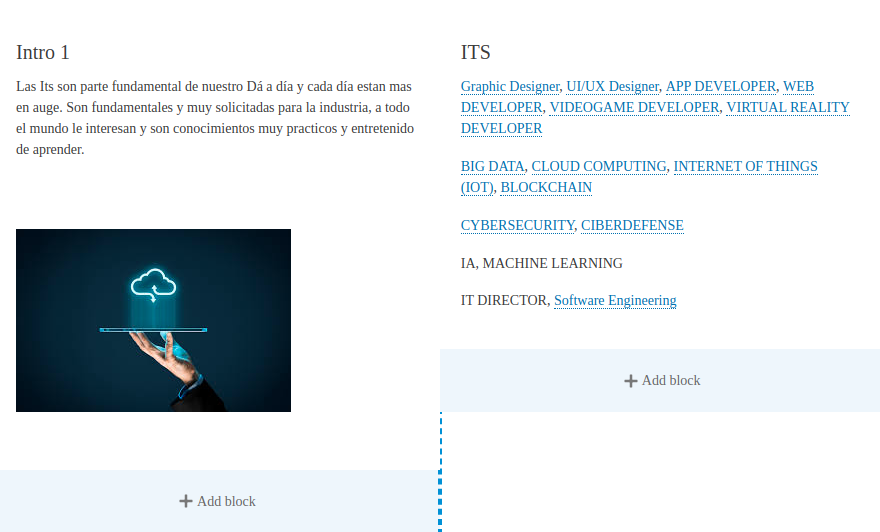 Intro 1
Las Its son parte fundamental de nuestro Dá a día y cada día estan mas
en auge. Son fundamentales y muy solicitadas para la industria, a todo
el mundo le interesan y son conocimientos muy practicos y entretenido
de aprender.
Add block
ITS
Graphic Designer, UI/UX Designer, APP DEVELOPER, WEB
DEVELOPER, VIDEOGAME DEVELOPER, VIRTUAL REALITY
DEVELOPER
BIG DATA, CLOUD COMPUTING, INTERNET OF THINGS
(IOT), BLOCKCHAIN
CYBERSECURITY, CIBERDEFENSE
IA, MACHINE LEARNING
IT DIRECTOR, Software Engineering
Add block